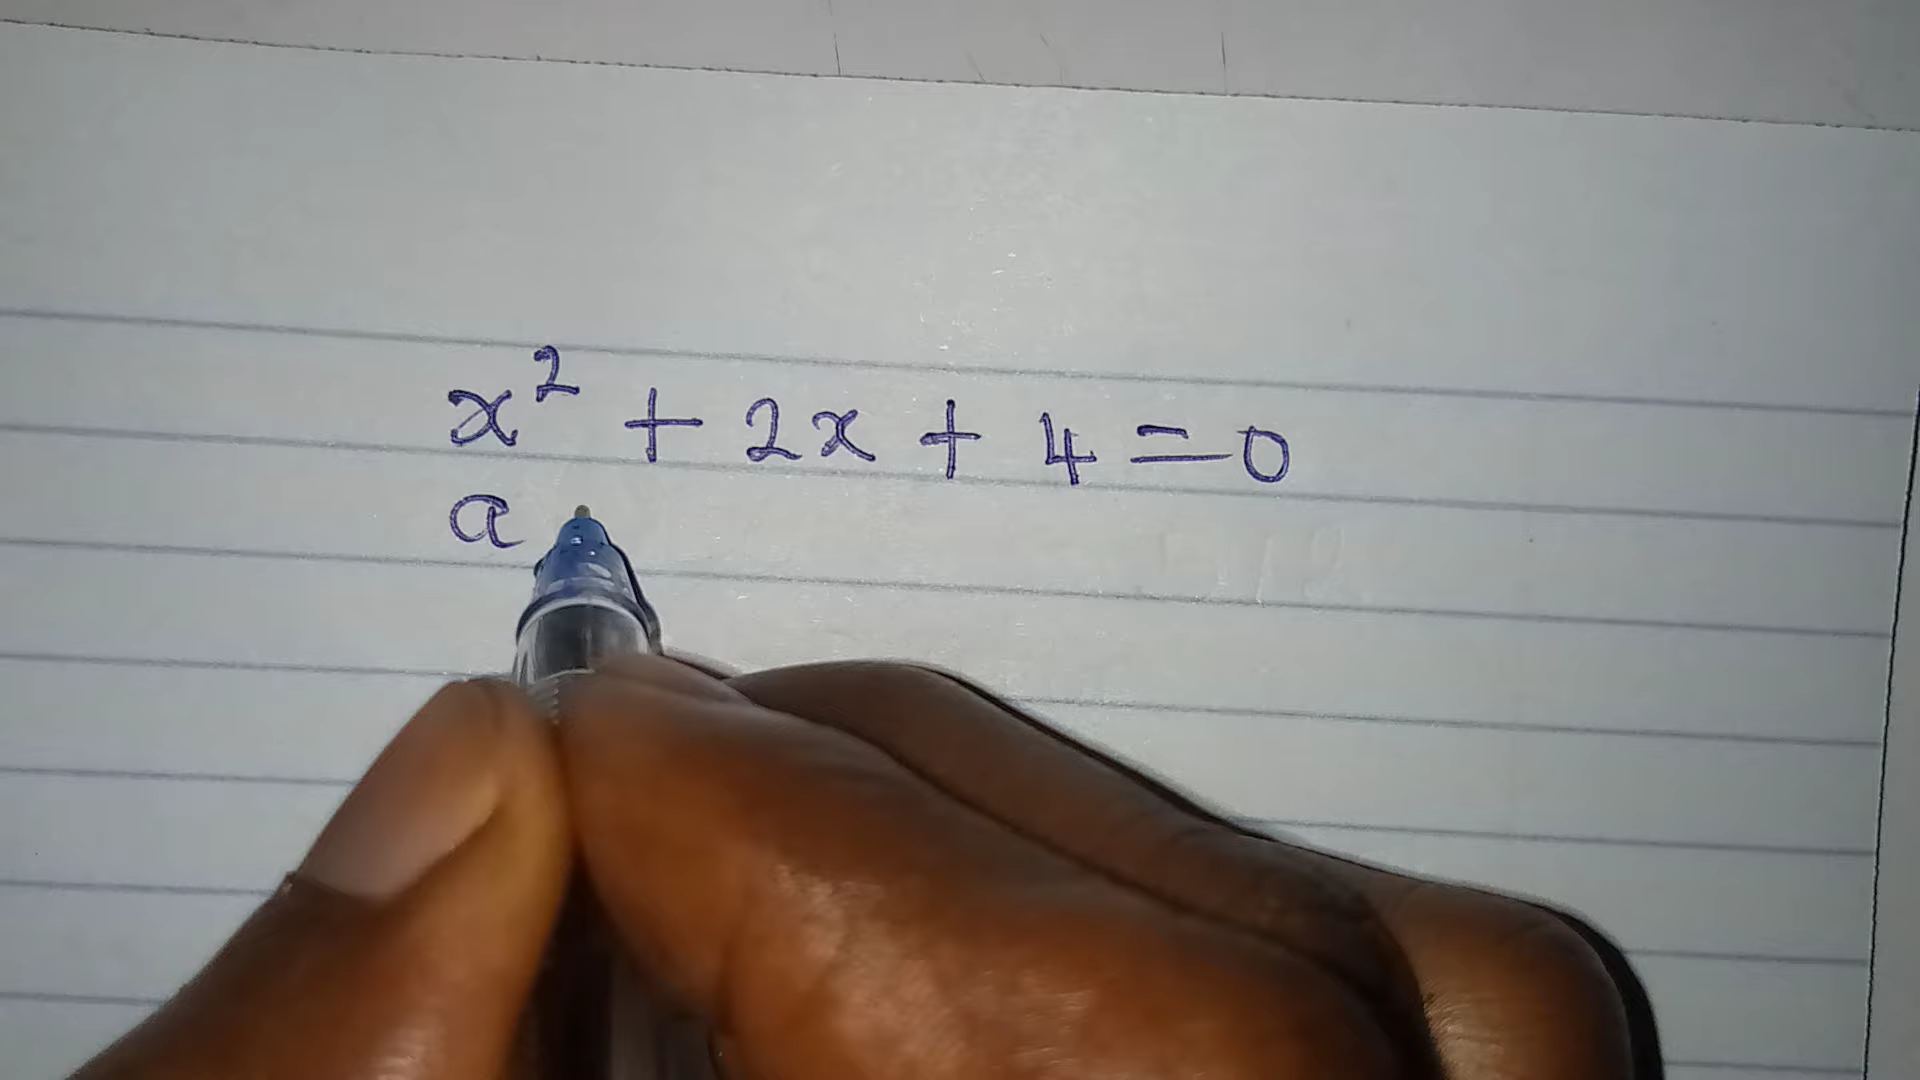 x² + 2x + 4 = 0
a